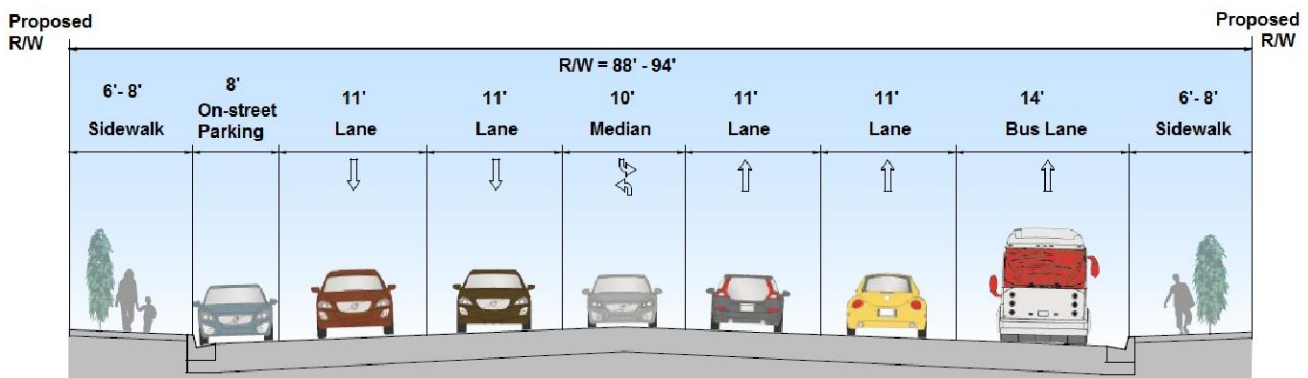 Proposed
R/W
Proposed
R/W
R/W = 88' - 94'
6'- 8'
Sidewalk
8'
On-street
Parking
11'
Lane
11'
Lane
10'
Median
11'
Lane
11'
Lane
14'
Bus Lane
6'- 8'
Sidewalk